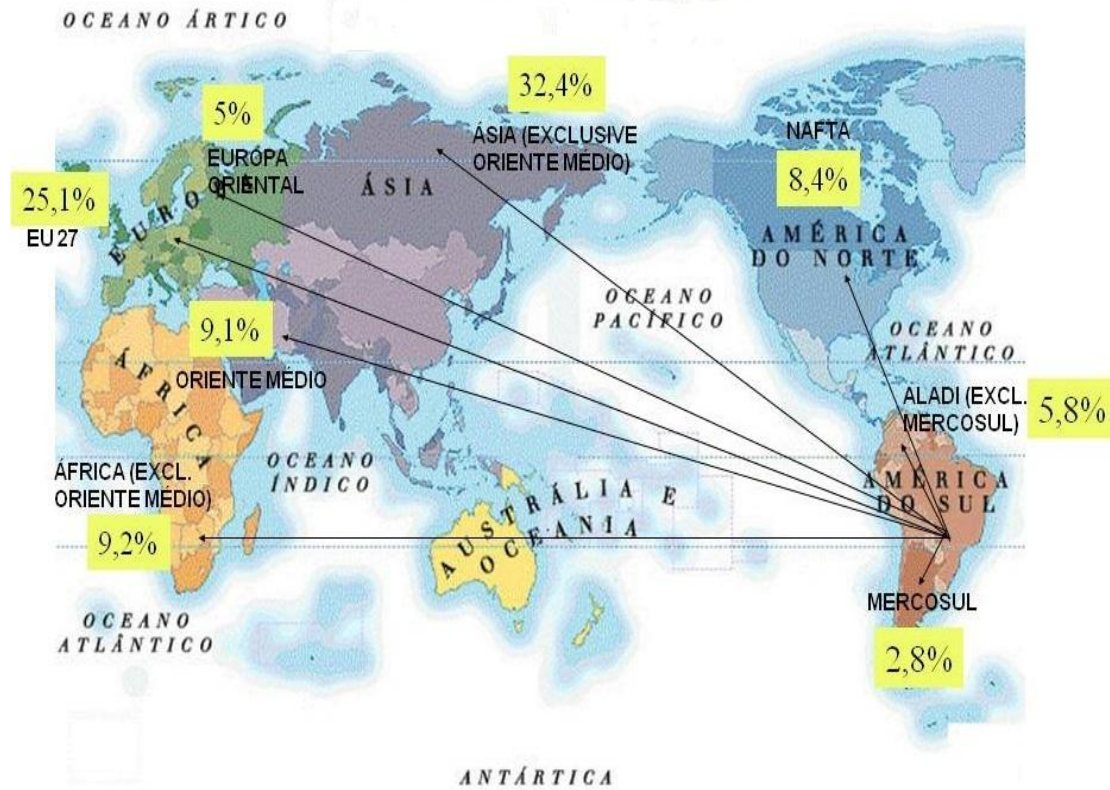 OCEANO ÁRTICO
32,4%
5%
ÁSIA (EXCLUSIVE
ORIENTE MÉDIO)
NAFTA
EUROPA
ORIENTAL
25,1%
EU 27
EUROPA
ÁSIA
8,4%
AMÉRICA
DO NORTE
OCEANO
PACÍFICO
9,1%
ORIENTE MÉDIO
OCEANO
ATLÂNTICO
ÁFRICA
ALADI (EXCL.
MERCOSUL)
5,8%
ÁFRICA (EXCL.
ORIENTE MÉDIO)
OCEANO
ÍNDICO
AMÉRICA
DO SUL
AUSTRÁLIA E
OCEANIA
9,2%
MERCOSUL
OCEANO
ATLÂNTICO
2,8%
ANTÁRTICA